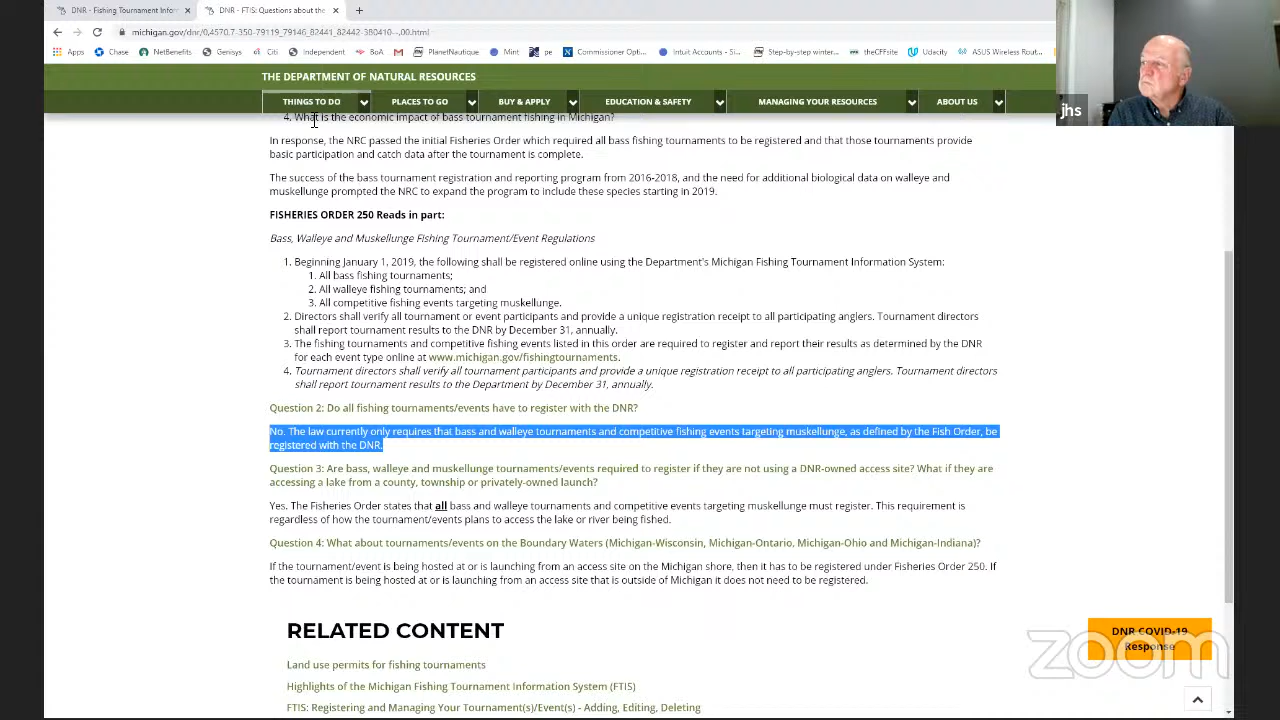 DNR - Fishing Tournament Infor
DNR - FTIS: Questions about the
michigan.gov/dnr/0,4570,7-350-79119_79146_82441_82442-380410--,00.html
Apps Chase NetBenefits Genisys Citi Independent BoA M PlanetNautique Mint pe Commissioner Opti... Intuit Accounts - Si... Step-by-step winter... theCFFsite Udacity ASUS Wireless Rout...
THE DEPARTMENT OF NATURAL RESOURCES
THINGS TO DO PLACES TO GO BUY & APPLY EDUCATION & SAFETY MANAGING YOUR RESOURCES ABOUT US
jhs
4. What is the economic impact of bass tournament fishing in Michigan?
In response, the NRC passed the initial Fisheries Order which required all bass fishing tournaments to be registered and that those tournaments provide
basic participation and catch data after the tournament is complete.
The success of the bass tournament registration and reporting program from 2016-2018, and the need for additional biological data on walleye and
muskellunge prompted the NRC to expand the program to include these species starting in 2019.
FISHERIES ORDER 250 Reads in part:
Bass, Walleye and Muskellunge Fishing Tournament/Event Regulations
1. Beginning January 1, 2019, the following shall be registered online using the Department's Michigan Fishing Tournament Information System:
1. All bass fishing tournaments;
2. All walleye fishing tournaments; and
3. All competitive fishing events targeting muskellunge.
2. Directors shall verify all tournament or event participants and provide a unique registration receipt to all participating anglers. Tournament directors
shall report tournament results to the DNR by December 31, annually.
3. The fishing tournaments and competitive fishing events listed in this order are required to register and report their results as determined by the DNR
for each event type online at www.michigan.gov/fishingtournaments.
4. Tournament directors shall verify all tournament participants and provide a unique registration receipt to all participating anglers. Tournament directors
shall report tournament results to the Department by December 31, annually.
Question 2: Do all fishing tournaments/events have to register with the DNR?
No. The law currently only requires that bass and walleye tournaments and competitive fishing events targeting muskellunge, as defined by the Fish Order, be
registered with the DNR.
Question 3: Are bass, walleye and muskellunge tournaments/events required to register if they are not using a DNR-owned access site? What if they are
accessing a lake from a county, township or privately-owned launch?
Yes. The Fisheries Order states that all bass and walleye tournaments and competitive events targeting muskellunge must register. This requirement is
regardless of how the tournament/events plans to access the lake or river being fished.
Question 4: What about tournaments/events on the Boundary Waters (Michigan-Wisconsin, Michigan-Ontario, Michigan-Ohio and Michigan-Indiana)?
If the tournament/event is being hosted at or is launching from an access site on the Michigan shore, then it has to be registered under Fisheries Order 250. If
the tournament is being hosted at or is launching from an access site that is outside of Michigan it does not need to be registered.
RELATED CONTENT
DNR COVID-19
Response
zoom
Land use permits for fishing tournaments
Highlights of the Michigan Fishing Tournament Information System (FTIS)
FTIS: Registering and Managing Your Tournament(s)/Event(s) - Adding, Editing, Deleting